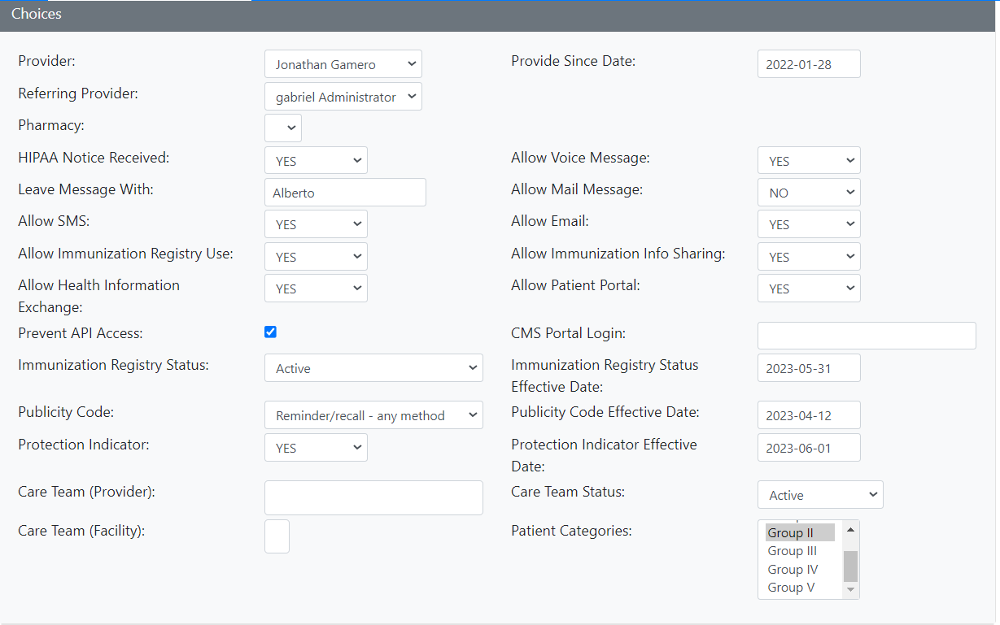 Choices
Provider: Jonathan Gamero Provide Since Date: 2022-01-28
Referring Provider: gabriel Administrator
Pharmacy:
HIPAA Notice Received: YES Allow Voice Message: YES
Leave Message With: Alberto Allow Mail Message: NO
Allow SMS: YES Allow Email: YES
Allow Immunization Registry Use: YES Allow Immunization Info Sharing: YES
Allow Health Information YES Allow Patient Portal: YES
Exchange:
Prevent API Access: CMS Portal Login:
Immunization Registry Status: Active Immunization Registry Status 2023-05-31
Effective Date:
Publicity Code: Reminder/recall - any method Publicity Code Effective Date: 2023-04-12
Protection Indicator: YES Protection Indicator Effective 2023-06-01
Date:
Care Team (Provider): Care Team Status: Active
Care Team (Facility): Patient Categories: Group II
Group III
Group IV
Group V